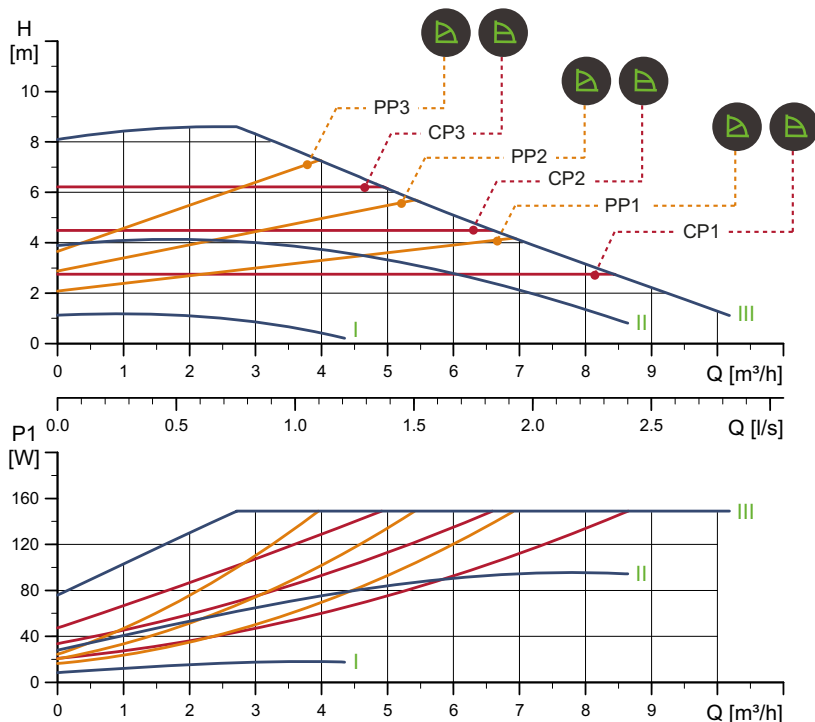 H
[m]
12
10
PP3
8
CP3
PP2
6
CP2
PP1
4
CP1
2
I
II
III
0
0 1 2 3 4 5 6 7 8 9
Q [m³/h]
0.0 0.5 1.0 1.5 2.0 2.5
Q [l/s]
P1
[W]
160
III
120
II
80
40
I
0
0 1 2 3 4 5 6 7 8 9
Q [m³/h]